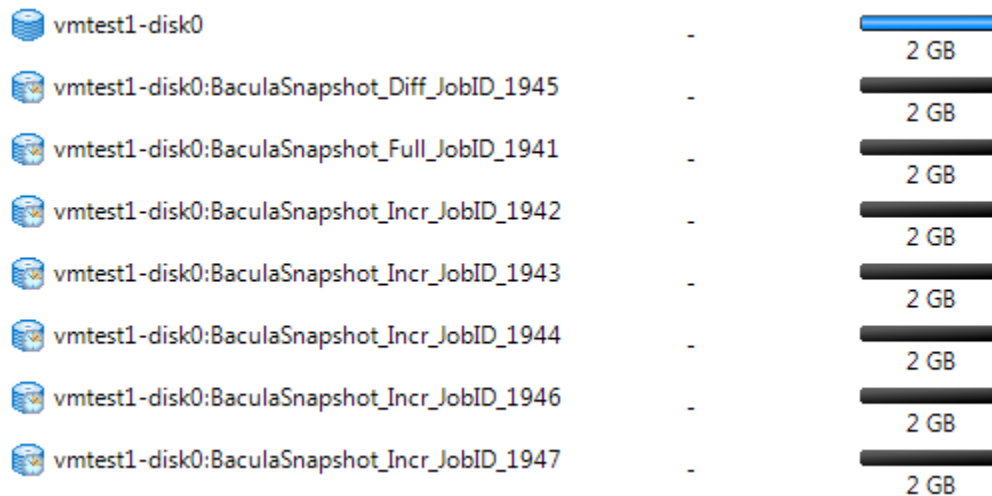 vmtest1-disk0 -
2 GB
vmtest1-disk0:BaculaSnapshot_Diff_JobID_1945 -
2 GB
vmtest1-disk0:BaculaSnapshot_Full_JobID_1941 -
2 GB
vmtest1-disk0:BaculaSnapshot_Incr_JobID_1942 -
2 GB
vmtest1-disk0:BaculaSnapshot_Incr_JobID_1943 -
2 GB
vmtest1-disk0:BaculaSnapshot_Incr_JobID_1944 -
2 GB
vmtest1-disk0:BaculaSnapshot_Incr_JobID_1946 -
2 GB
vmtest1-disk0:BaculaSnapshot_Incr_JobID_1947 -
2 GB